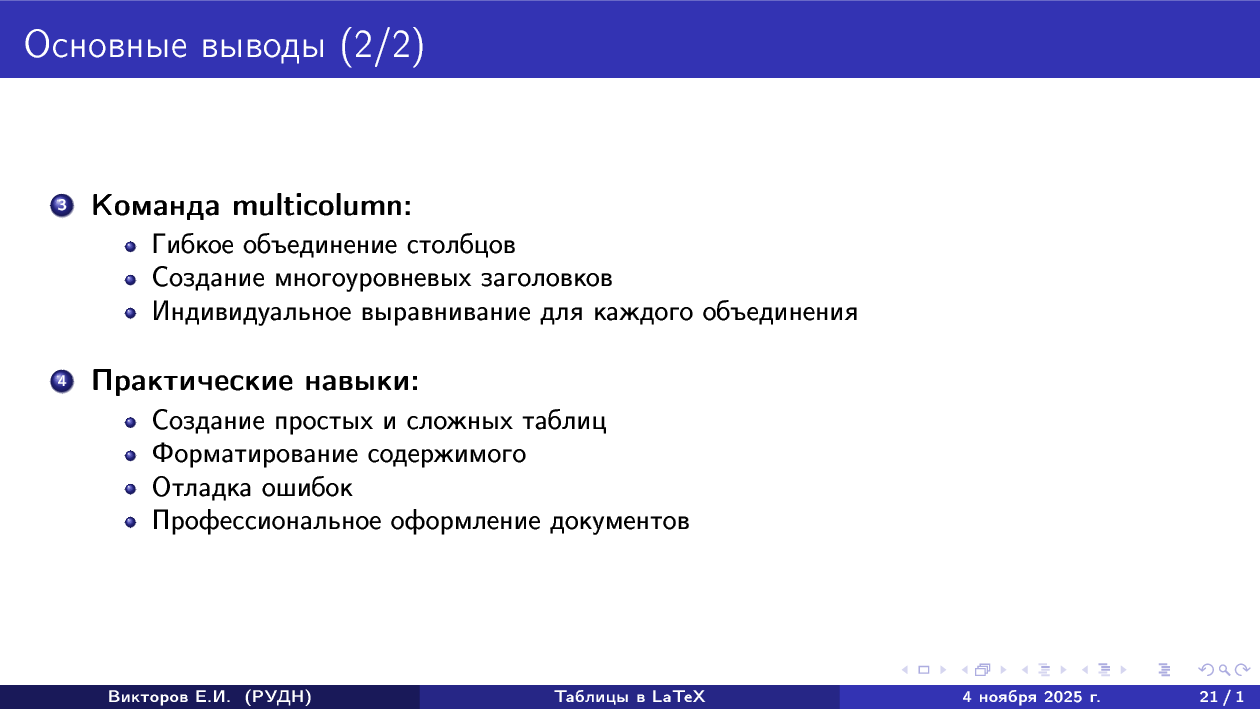 Основные выводы (2/2)
3 Команда multicolumn:
Гибкое объединение столбцов
Создание многоуровневых заголовков
Индивидуальное выравнивание для каждого объединения
4 Практические навыки:
Создание простых и сложных таблиц
Форматирование содержимого
Отладка ошибок
Профессиональное оформление документов
Викторов Е.И. (РУДН) Таблицы в LaTeX 4 ноября 2025 г. 21 / 1